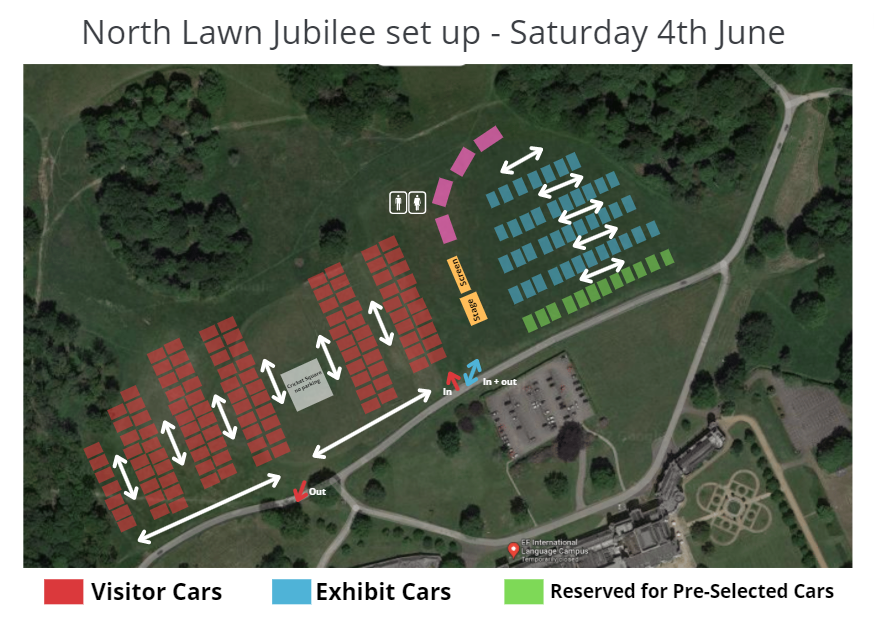 North Lawn Jubilee set up - Saturday 4th June
Screen
Stage
Cricket Square
no parking
In
In + out
Out
EF International
Language Campus
Temporarily closed
Visitor Cars
Exhibit Cars
Reserved for Pre-Selected Cars